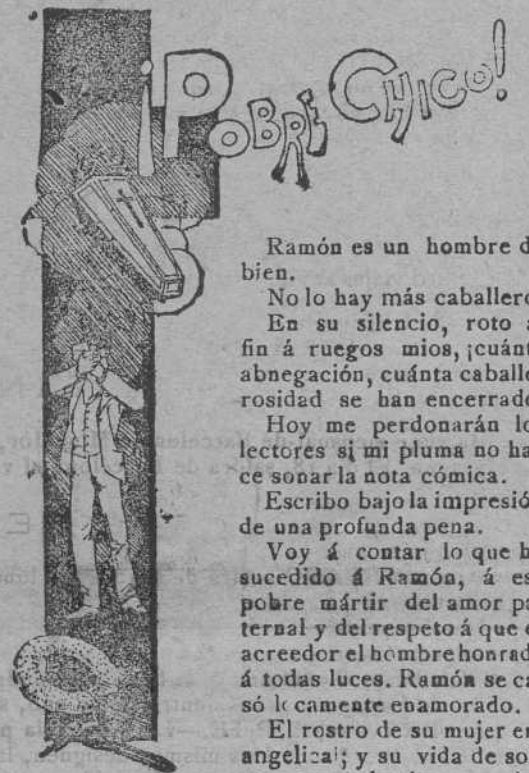 ¡POBRE CHICO!
Ramón es un hombre d
bien.
No lo hay más caballero
En su silencio, roto a
fin á ruegos mios, ¡cuánt
abnegación, cuánta caballe
rosidad se han encerrado
Hoy me perdonarán lo
lectores si mi pluma no ha
ce sonar la nota cómica.
Escribo bajo la impresió
de una profunda pena.
Voy á contar lo que h
sucedido á Ramón, á es
pobre mártir del amor pa
ternal y del respeto á que e
acreedor el hombre honrad
á todas luces. Ramón se ca
só locamente enamorado.
El rostro de su mujer er
angelical; y su vida de sol